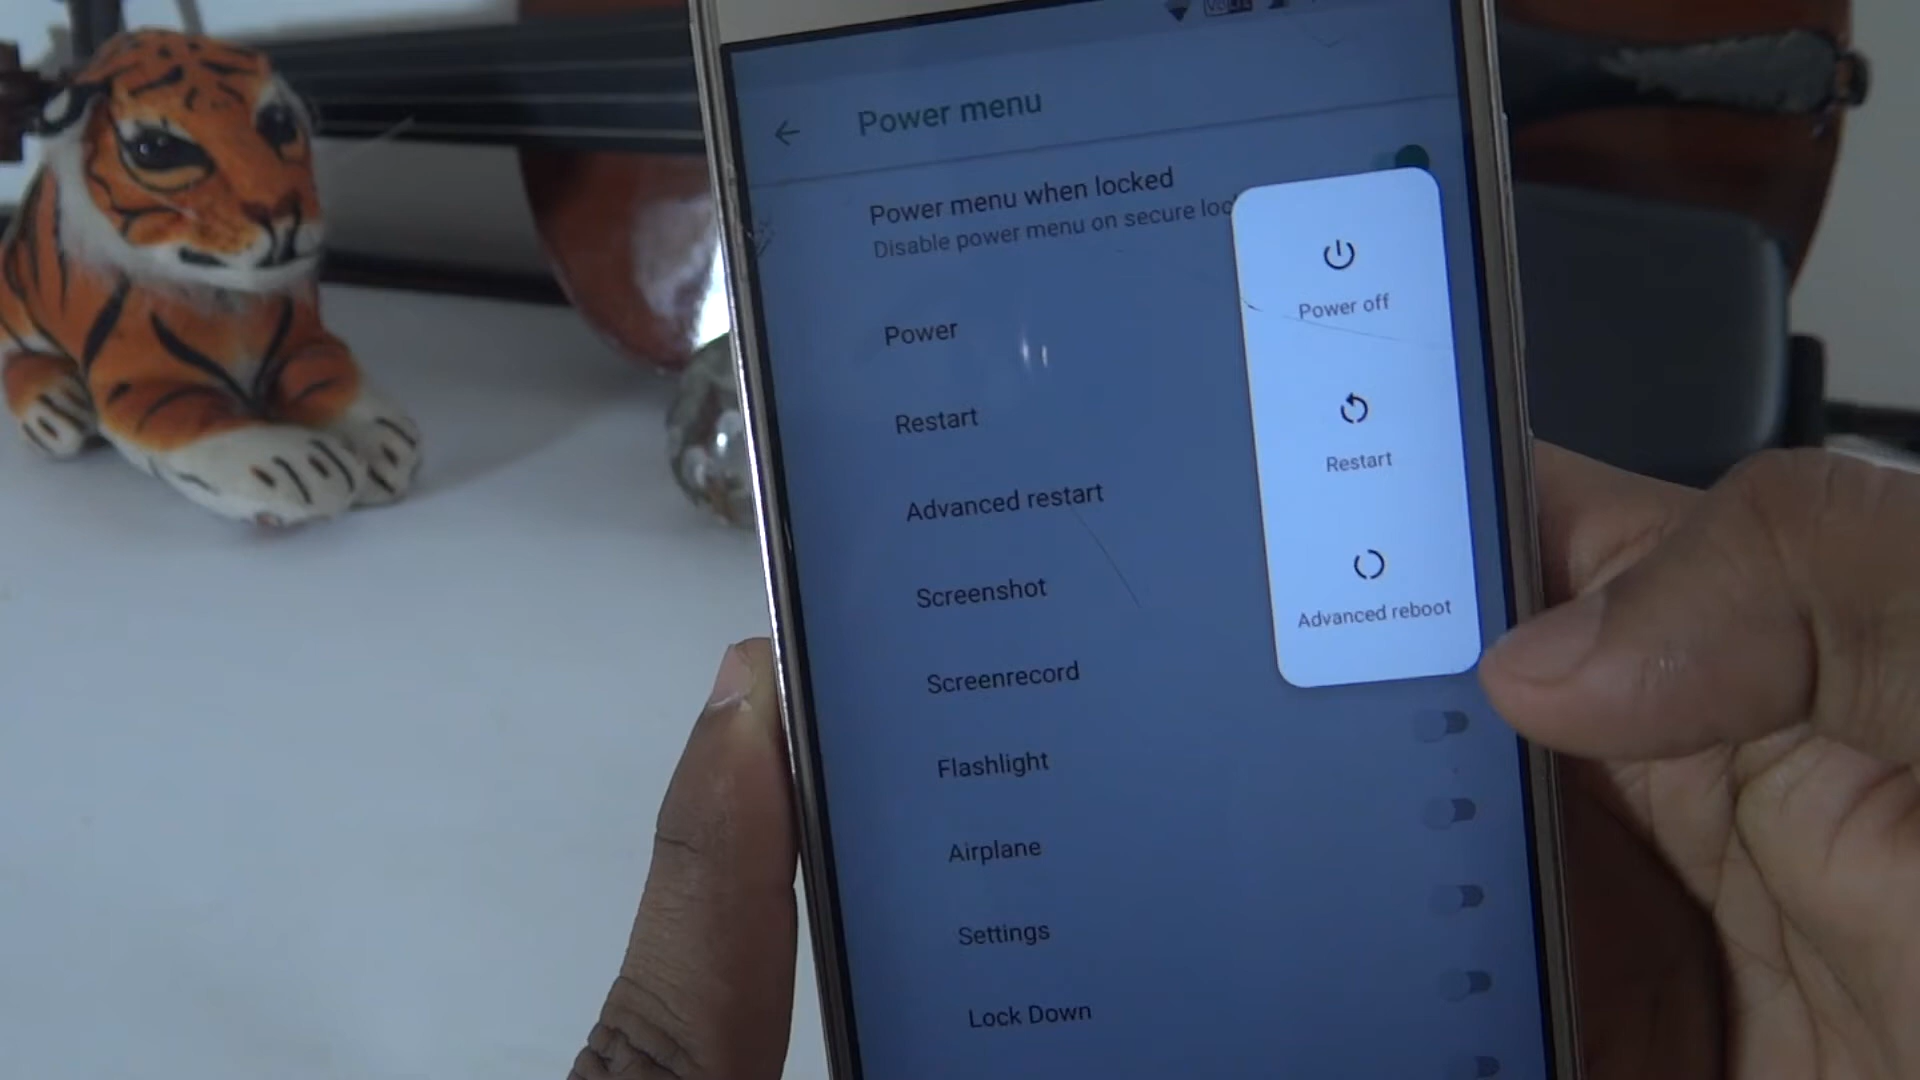 Power menu
Power menu when locked
Disable power menu on secure
Power
Restart
Advanced restart
Screenshot
Screenrecord
Flashlight
Airplane
Settings
Lock Down
Power off
Restart
Advanced reboot